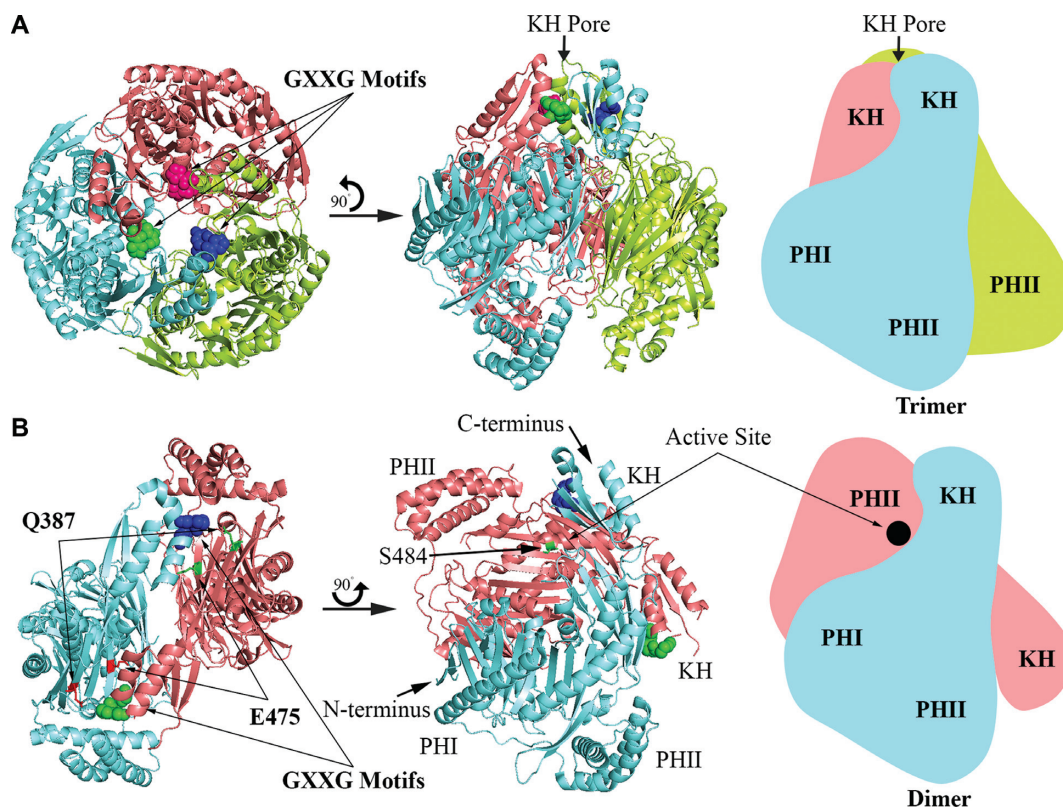 A
GXXG Motifs
90°
KH Pore
KH Pore
KH
KH
PHI
PHII
PHII
Trimer
B
Q387
E475
GXXG Motifs
90°
C-terminus
Active Site
PHII
KH
S484
N-terminus
KH
PHI
PHII
PHII
KH
PHI
KH
PHII
Dimer